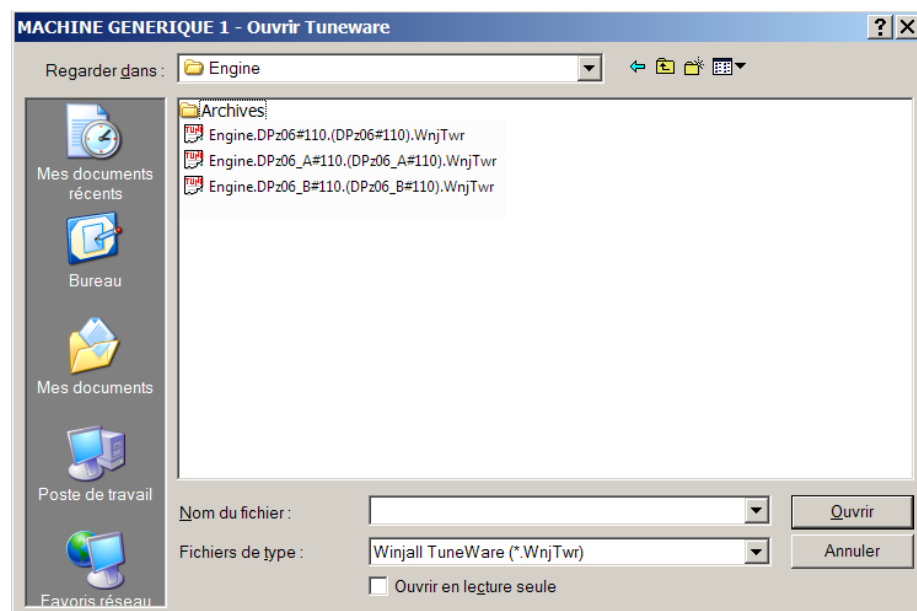 MACHINE GENERIQUE 1 - Ouvrir Tuneware
Regarder dans :
Engine
Archives
Engine.DPz06#110.(DPz06#110).WnjTwr
Engine.DPz06_A#110.(DPz06_A#110).WnjTwr
Engine.DPz06_B#110.(DPz06_B#110).WnjTwr
Mes documents
récents
Bureau
Mes documents
Poste de travail
Favoris réseau
Nom du fichier :
Ouvrir
Fichiers de type :
Winjall TuneWare (*.WnjTwr)
Annuler
Ouvrir en lecture seule